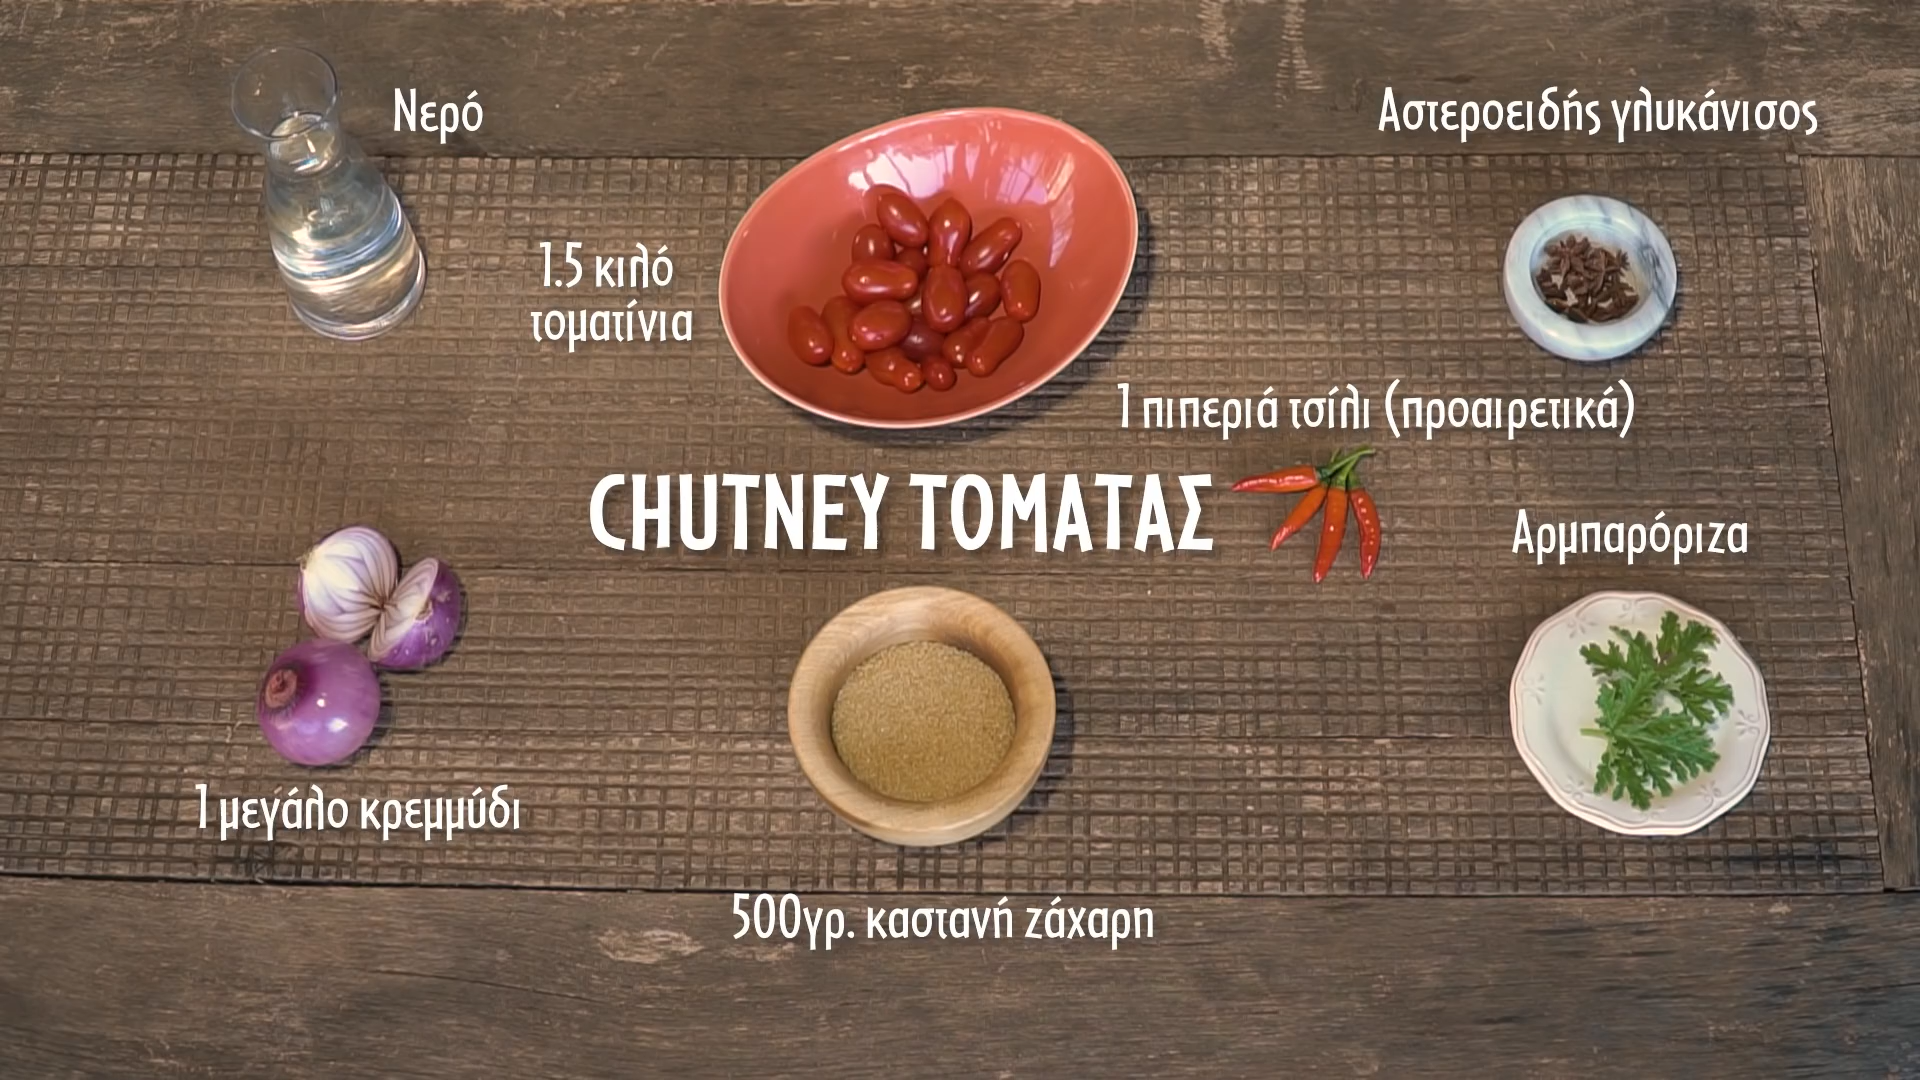 Νερό
Αστεροειδής γλυκάνισος
1.5 κιλό
τοματίνια
1 πιπεριά τσίλι (προαιρετικά)
CHUTNEY ΤΟΜΑΤΑΣ
Αρμπαρόριζα
1 μεγάλο κρεμμύδι
500γρ. καστανή ζάχαρη